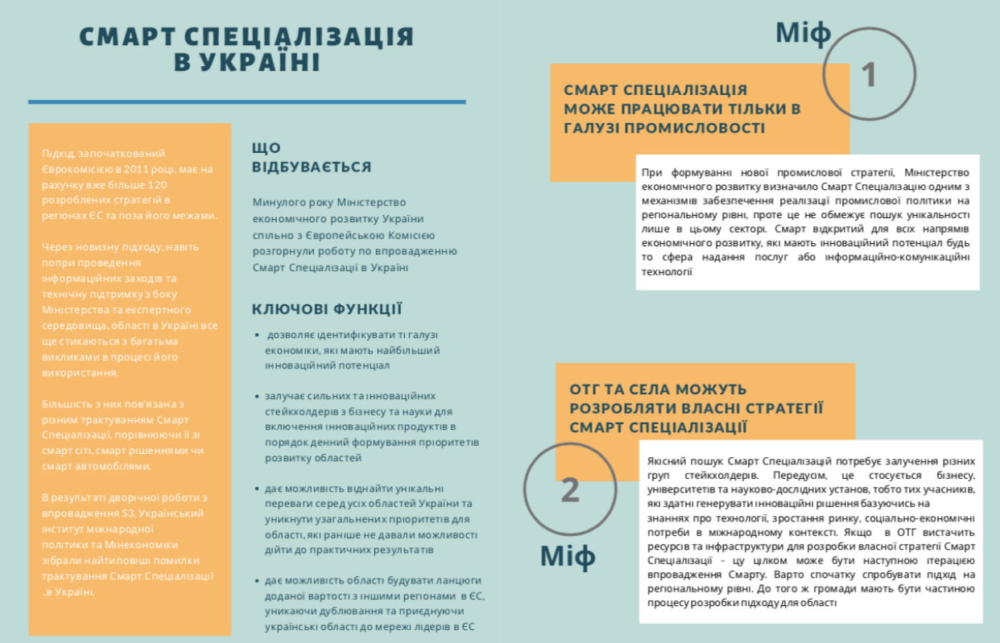 СМАРТ СПЕЦІАЛІЗАЦІЯ
В УКРАЇНІ
Підхід, започаткований
Єврокомісією в 2011 році, має на
рахунку вже більше 120
розроблених стратегій в
регіонах ЄС та поза його межами.
Через новизну підходу, навіть
попри проведення
інформаційних заходів та
технічну підтримку з боку
Міністерства та експертного
середовища, області в Україні все
ще стикаються з багатьма
викликами в процесі його
використання.
Більшість з них пов'язана з
різним трактуванням Смарт
Спеціалізації, порівнюючи її зі
смарт сіті, смарт рішеннями чи
смарт автомобілями.
В результаті дворічної роботи з
впровадження S3, Український
інститут міжнародної
політики та Мінекономіки
зібрали найтиповіші помилки
трактування Смарт Спеціалізації
.в Україні.
ЩО
ВІДБУВАЄТЬСЯ
Минулого року Міністерство
економічного розвитку України
спільно з Європейською Комісією
розгорнули роботу по впровадженню
Смарт Спеціалізації в Україні
КЛЮЧОВІ ФУНКЦІЇ
• дозволяє ідентифікувати ті галузі
економіки, які мають найбільший
інноваційний потенціал
• залучає сильних та інноваційних
стейкхолдерів з бізнесу та науки для
включення інноваційних продуктів в
порядок денний формування пріоритетів
розвитку областей
• дає можливість віднайти унікальні
переваги серед усіх областей України та
уникнути узагальнених пріоритетів для
області, які раніше не давали можливості
дійти до практичних результатів
• дає можливість області будувати ланцюги
доданої вартості з іншими регіонами в ЄС,
уникаючи дублювання та приєднуючи
українські області до мережі лідерів в ЄС
Міф
1
СМАРТ СПЕЦІАЛІЗАЦІЯ
МОЖЕ ПРАЦЮВАТИ ТІЛЬКИ В
ГАЛУЗІ ПРОМИСЛОВОСТІ
При формуванні нової промислової стратегії, Міністерство
економічного розвитку визначило Смарт Спеціалізацію одним з
механізмів забезпечення реалізації промислової політики на
регіональному рівні, проте це не обмежує пошук унікальності
лише в цьому секторі. Смарт відкритий для всіх напрямів
економічного розвитку, які мають інноваційний потенціал будь
то сфера надання послуг або інформаційно-комунікаційні
технології
ОТГ ТА СЕЛА МОЖУТЬ
РОЗРОБЛЯТИ ВЛАСНІ СТРАТЕГІЇ
СМАРТ СПЕЦІАЛІЗАЦІЇ
2
Міф
Якісний пошук Смарт Спеціалізацій потребує залучення різних
груп стейкхолдерів. Передусім, це стосується бізнесу,
університетів та науково-дослідних установ, тобто тих учасників,
які здатні генерувати інноваційні рішення базуючись на
знаннях про технології, зростання ринку, соціально-економічні
потреби в міжнародному контексті. Якщо в ОТГ вистачить
ресурсів та інфраструктури для розробки власної стратегії Смарт
Спеціалізації - цу цілком може бути наступною ітерацією
впровадження Смарту. Варто спочатку спробувати підхід на
регіональному рівні. До того ж громади мають бути частиною
процесу розробки підходу для області